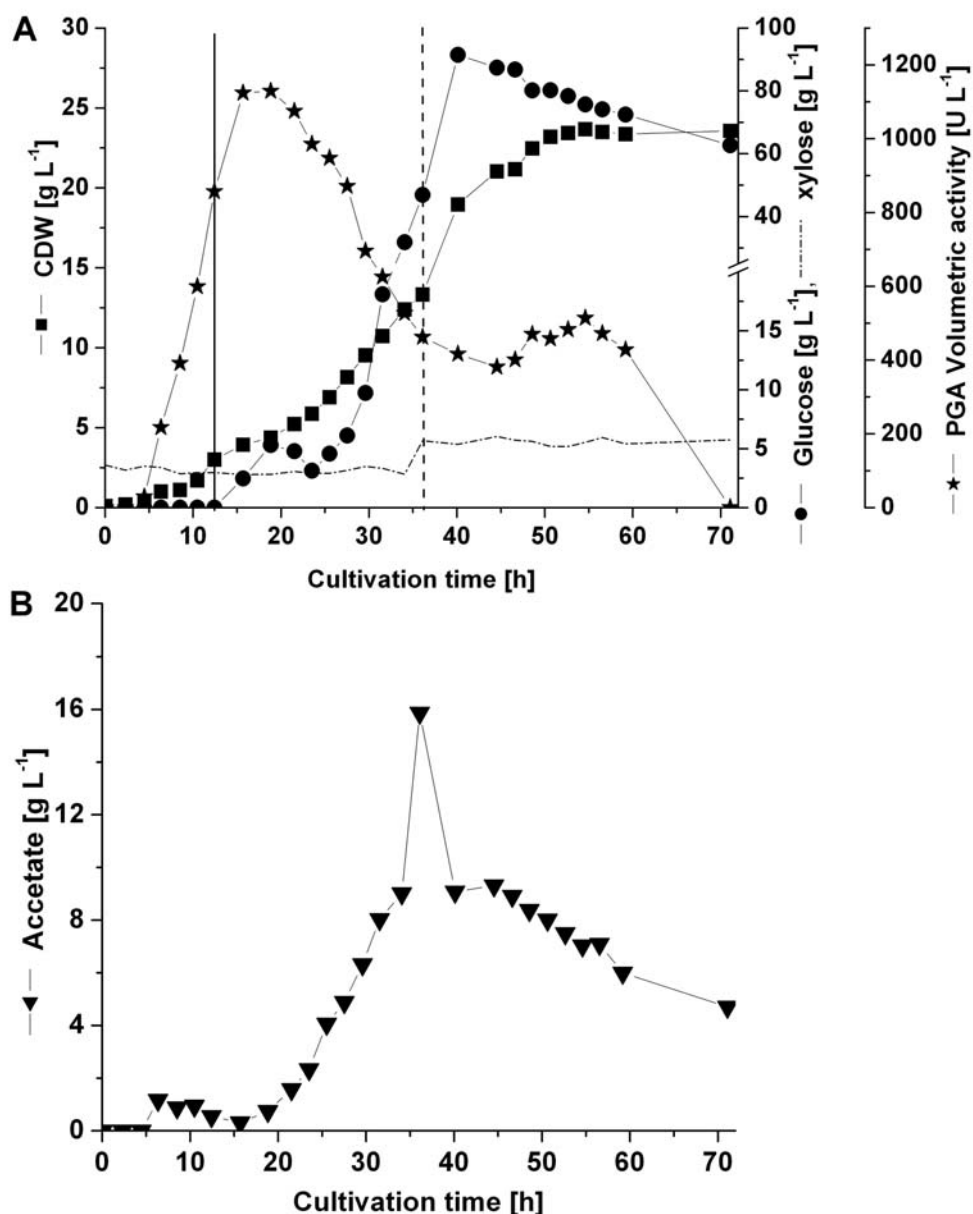 A
30
25
20
15
10
5
0
CDW [g L-1]
0 10 20 30 40 50 60 70
Cultivation time [h]
100
80
60
40
15
10
5
0
Glucose [g L-1], xylose [g L-1]
1200
1000
800
600
400
200
0
PGA Volumetric activity [U L-1]
B
20
16
12
8
4
0
Accetate [g L-1]
0 10 20 30 40 50 60 70
Cultivation time [h]